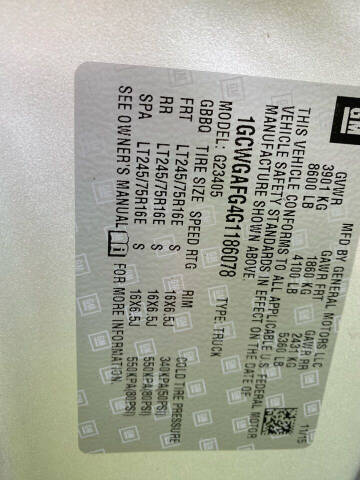 GM
MFD BY GENERAL MOTORS LLC 11/15
GVWR GAWR FRT GAWR RR
3901 KG 1860 KG 2431 KG
8600 LB 4100 LB 5360 LB
THIS VEHICLE CONFORMS TO ALL APPLICABLE U.S. FEDERAL MOTOR
VEHICLE SAFETY STANDARDS IN EFFECT ON THE DATE OF
MANUFACTURE SHOWN ABOVE.
1GCWGAFG4G1186078 TYPE: TRUCK
MODEL: G23405
GBBQ TIRE SIZE SPEED RTG RIM COLD TIRE PRESSURE
FRT LT245/75R16E S 16X6.5J 340KPA(50PSI)
RR LT245/75R16E S 16X6.5J 550KPA(80PSI)
SPA LT245/75R16E S 16X6.5J 550KPA(80PSI)
SEE OWNER'S MANUAL FOR MORE INFORMATION.